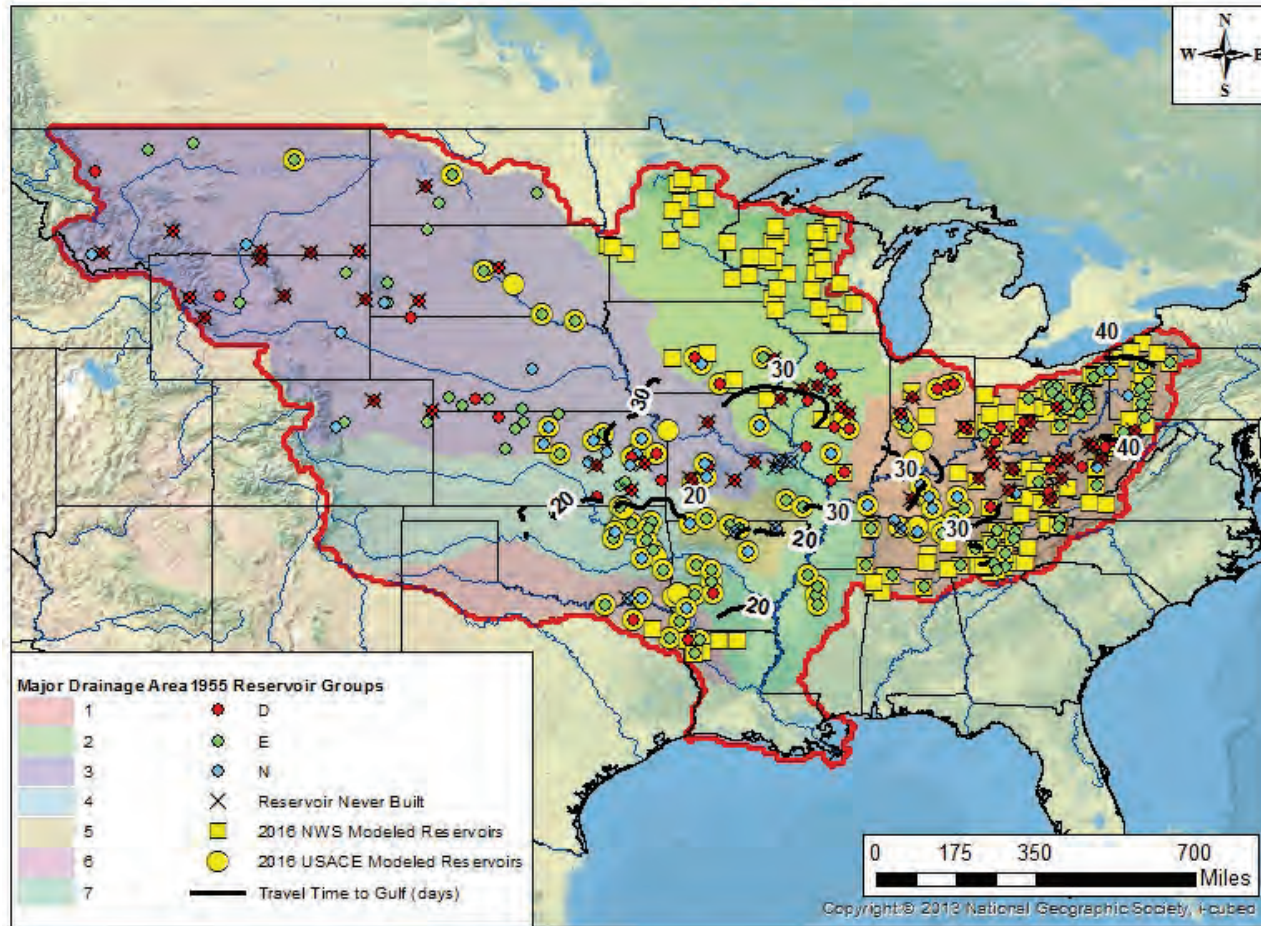 N
W E
S
40
30
30
40
30
20
20
30
30
20
20
Major Drainage Area 1955 Reservoir Groups
1 D
2 E
3 N
4 Reservoir Never Built
5 2016 NWS Modeled Reservoirs
6 2016 USACE Modeled Reservoirs
7 Travel Time to Gulf (days)
0 175 350 700
Miles
Copyright:© 2013 National Geographic Society, i-cubed